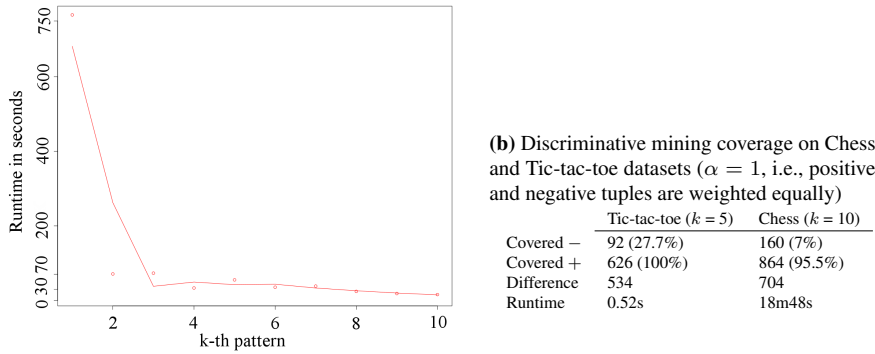 750
600
400
200
70
30
0
Runtime in seconds
2
4
6
8
10
k-th pattern
(b) Discriminative mining coverage on Chess
and Tic-tac-toe datasets (α = 1, i.e., positive
and negative tuples are weighted equally)
Tic-tac-toe (k = 5) Chess (k = 10)
Covered − 92 (27.7%) 160 (7%)
Covered + 626 (100%) 864 (95.5%)
Difference 534 704
Runtime 0.52s 18m48s